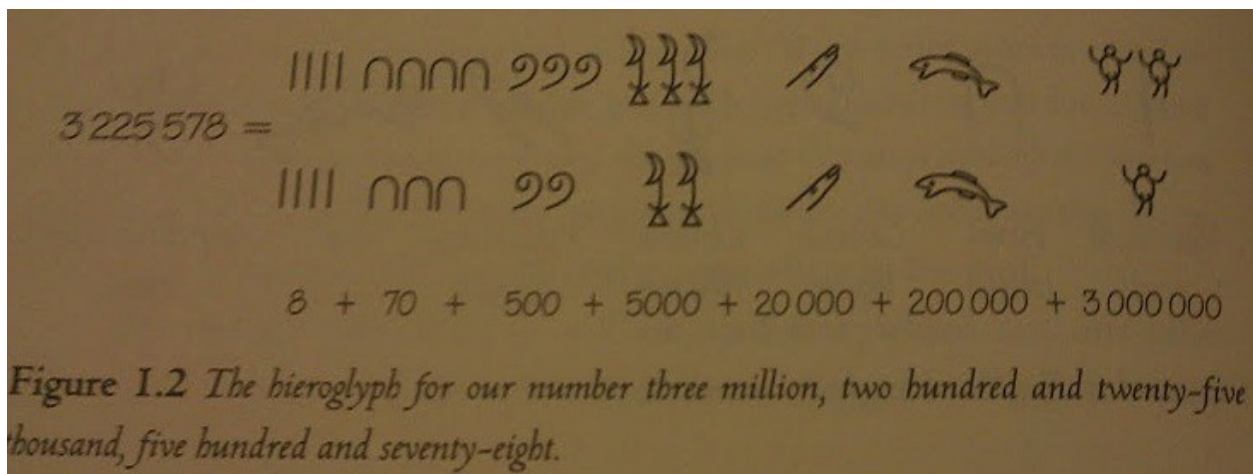 3 225 578 =
8 + 70 + 500 + 5000 + 20 000 + 200 000 + 3 000 000
Figure I.2 The hieroglyph for our number three million, two hundred and twenty-five
thousand, five hundred and seventy-eight.